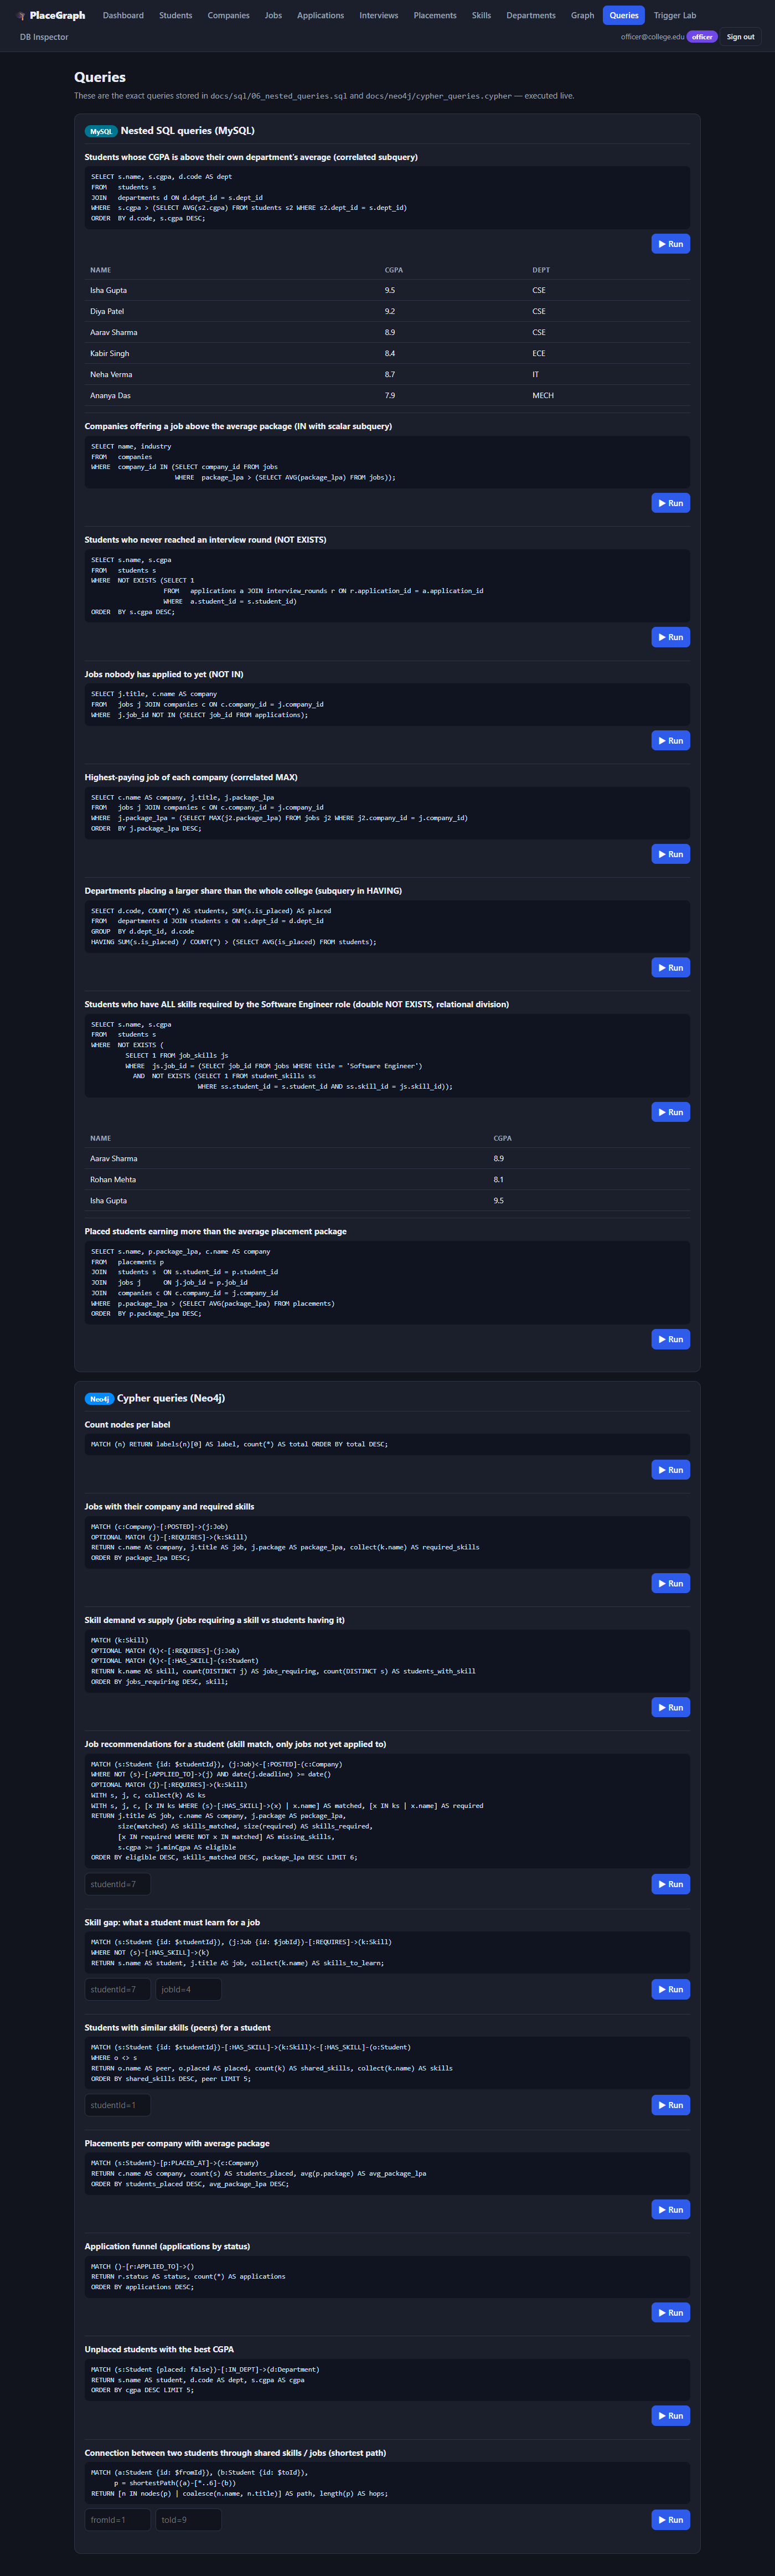 PlaceGraph Dashboard Students Companies Jobs Applications Interviews Placements Skills Departments Graph Queries Trigger Lab
DB Inspector officer@college.edu officer Sign out
Queries
These are the exact queries stored in docs/sql/06_nested_queries.sql and docs/neo4j/cypher_queries.cypher — executed live.
MySQL Nested SQL queries (MySQL)
Students whose CGPA is above their own department's average (correlated subquery)
SELECT s.name, s.cgpa, d.code AS dept
FROM   students s
JOIN   departments d ON d.dept_id = s.dept_id
WHERE  s.cgpa > (SELECT AVG(s2.cgpa) FROM students s2 WHERE s2.dept_id = s.dept_id)
ORDER  BY d.code, s.cgpa DESC;
▶ Run
NAME CGPA DEPT
Isha Gupta 9.5 CSE
Diya Patel 9.2 CSE
Aarav Sharma 8.9 CSE
Kabir Singh 8.4 ECE
Neha Verma 8.7 IT
Ananya Das 7.9 MECH
Companies offering a job above the average package (IN with scalar subquery)
SELECT name, industry
FROM   companies
WHERE  company_id IN (SELECT company_id FROM jobs
WHERE  package_lpa > (SELECT AVG(package_lpa) FROM jobs));
▶ Run
Students who never reached an interview round (NOT EXISTS)
SELECT s.name, s.cgpa
FROM   students s
WHERE  NOT EXISTS (SELECT 1
FROM   applications a JOIN interview_rounds r ON r.application_id = a.application_id
WHERE  a.student_id = s.student_id)
ORDER  BY s.cgpa DESC;
▶ Run
Jobs nobody has applied to yet (NOT IN)
SELECT j.title, c.name AS company
FROM   jobs j JOIN companies c ON c.company_id = j.company_id
WHERE  j.job_id NOT IN (SELECT job_id FROM applications);
▶ Run
Highest-paying job of each company (correlated MAX)
SELECT c.name AS company, j.title, j.package_lpa
FROM   jobs j JOIN companies c ON c.company_id = j.company_id
WHERE  j.package_lpa = (SELECT MAX(j2.package_lpa) FROM jobs j2 WHERE j2.company_id = j.company_id)
ORDER  BY j.package_lpa DESC;
▶ Run
Departments placing a larger share than the whole college (subquery in HAVING)
SELECT d.code, COUNT(*) AS students, SUM(s.is_placed) AS placed
FROM   departments d JOIN students s ON s.dept_id = d.dept_id
GROUP  BY d.dept_id, d.code
HAVING SUM(s.is_placed) / COUNT(*) > (SELECT AVG(is_placed) FROM students);
▶ Run
Students who have ALL skills required by the Software Engineer role (double NOT EXISTS, relational division)
SELECT s.name, s.cgpa
FROM   students s
WHERE  NOT EXISTS (
SELECT 1 FROM job_skills js
WHERE  js.job_id = (SELECT job_id FROM jobs WHERE title = 'Software Engineer')
AND  NOT EXISTS (SELECT 1 FROM student_skills ss
WHERE ss.student_id = s.student_id AND ss.skill_id = js.skill_id));
▶ Run
NAME CGPA
Aarav Sharma 8.9
Rohan Mehta 8.1
Isha Gupta 9.5
Placed students earning more than the average placement package
SELECT s.name, p.package_lpa, c.name AS company
FROM   placements p
JOIN   students s  ON s.student_id = p.student_id
JOIN   jobs j      ON j.job_id = p.job_id
JOIN   companies c ON c.company_id = j.company_id
WHERE  p.package_lpa > (SELECT AVG(package_lpa) FROM placements)
ORDER  BY p.package_lpa DESC;
▶ Run
Neo4j Cypher queries (Neo4j)
Count nodes per label
MATCH (n) RETURN labels(n)[0] AS label, count(*) AS total ORDER BY total DESC;
▶ Run
Jobs with their company and required skills
MATCH (c:Company)-[:POSTED]->(j:Job)
OPTIONAL MATCH (j)-[:REQUIRES]->(k:Skill)
RETURN c.name AS company, j.title AS job, j.package AS package_lpa, collect(k.name) AS required_skills
ORDER BY package_lpa DESC;
▶ Run
Skill demand vs supply (jobs requiring a skill vs students having it)
MATCH (k:Skill)
OPTIONAL MATCH (k)<-[:REQUIRES]-(j:Job)
OPTIONAL MATCH (k)<-[:HAS_SKILL]-(s:Student)
RETURN k.name AS skill, count(DISTINCT j) AS jobs_requiring, count(DISTINCT s) AS students_with_skill
ORDER BY jobs_requiring DESC, skill;
▶ Run
Job recommendations for a student (skill match, only jobs not yet applied to)
MATCH (s:Student {id: $studentId}), (j:Job)<-[:POSTED]-(c:Company)
WHERE NOT (s)-[:APPLIED_TO]->(j) AND date(j.deadline) >= date()
OPTIONAL MATCH (j)-[:REQUIRES]->(k:Skill)
WITH s, j, c, collect(k) AS ks
WITH s, j, c, [x IN ks WHERE (s)-[:HAS_SKILL]->(x) | x.name] AS matched, [x IN ks | x.name] AS required
RETURN j.title AS job, c.name AS company, j.package AS package_lpa,
size(matched) AS skills_matched, size(required) AS skills_required,
[x IN required WHERE NOT x IN matched] AS missing_skills,
s.cgpa >= j.minCgpa AS eligible
ORDER BY eligible DESC, skills_matched DESC, package_lpa DESC LIMIT 6;
studentId=7 ▶ Run
Skill gap: what a student must learn for a job
MATCH (s:Student {id: $studentId}), (j:Job {id: $jobId})-[:REQUIRES]->(k:Skill)
WHERE NOT (s)-[:HAS_SKILL]->(k)
RETURN s.name AS student, j.title AS job, collect(k.name) AS skills_to_learn;
studentId=7 jobId=4 ▶ Run
Students with similar skills (peers) for a student
MATCH (s:Student {id: $studentId})-[:HAS_SKILL]->(k:Skill)<-[:HAS_SKILL]-(o:Student)
WHERE o <> s
RETURN o.name AS peer, o.placed AS placed, count(k) AS shared_skills, collect(k.name) AS skills
ORDER BY shared_skills DESC, peer LIMIT 5;
studentId=1 ▶ Run
Placements per company with average package
MATCH (s:Student)-[p:PLACED_AT]->(c:Company)
RETURN c.name AS company, count(s) AS students_placed, avg(p.package) AS avg_package_lpa
ORDER BY students_placed DESC, avg_package_lpa DESC;
▶ Run
Application funnel (applications by status)
MATCH ()-[r:APPLIED_TO]->()
RETURN r.status AS status, count(*) AS applications
ORDER BY applications DESC;
▶ Run
Unplaced students with the best CGPA
MATCH (s:Student {placed: false})-[:IN_DEPT]->(d:Department)
RETURN s.name AS student, d.code AS dept, s.cgpa AS cgpa
ORDER BY cgpa DESC LIMIT 5;
▶ Run
Connection between two students through shared skills / jobs (shortest path)
MATCH (a:Student {id: $fromId}), (b:Student {id: $toId}),
p = shortestPath((a)-[*..6]-(b))
RETURN [n IN nodes(p) | coalesce(n.name, n.title)] AS path, length(p) AS hops;
fromId=1 toId=9 ▶ Run